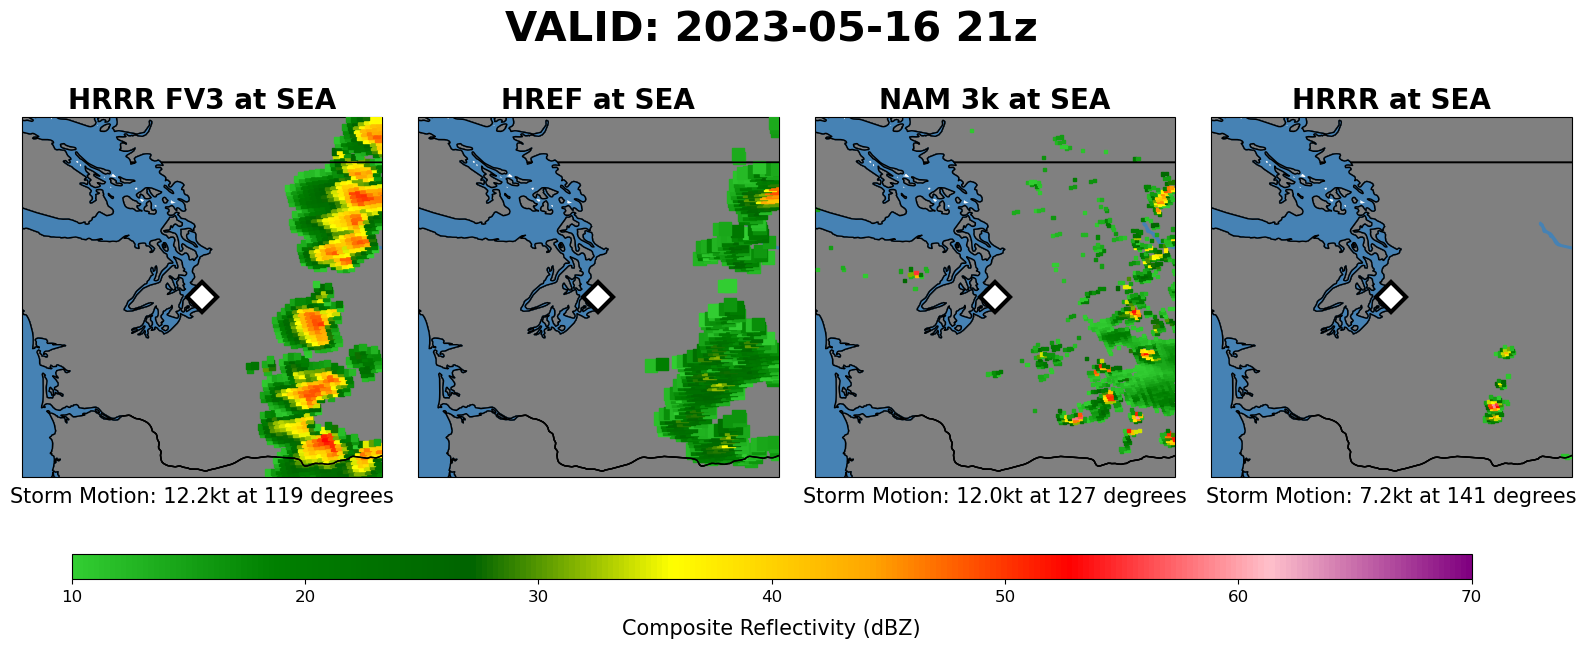 VALID: 2023-05-16 21z
HRRR FV3 at SEA
HREF at SEA
NAM 3k at SEA
HRRR at SEA
Storm Motion: 12.2kt at 119 degrees
Storm Motion: 12.0kt at 127 degrees
Storm Motion: 7.2kt at 141 degrees
10 20 30 40 50 60 70
Composite Reflectivity (dBZ)